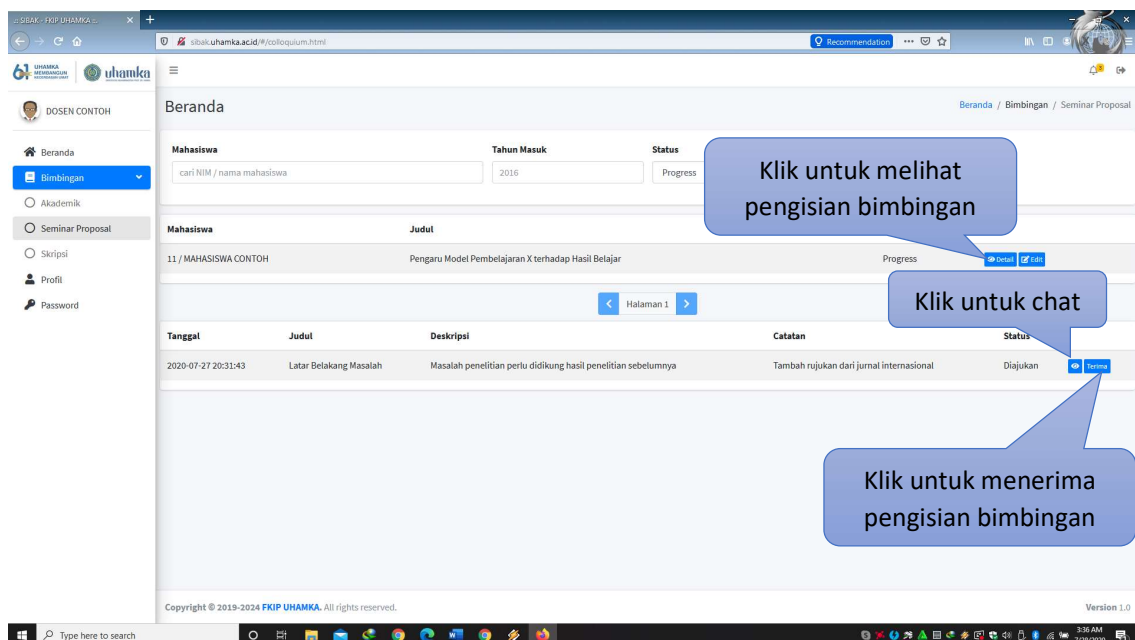 .:: SIBAK - FKIP UHAMKA ::.
sibak.uhamka.ac.id/#/colloquium.html
Recommendation
61 UHAMKA
MEMBANGUN
uhamka
DOSEN CONTOH
Beranda
Bimbingan
Akademik
Seminar Proposal
Skripsi
Profil
Password
Beranda
Beranda / Bimbingan / Seminar Proposal
Mahasiswa Tahun Masuk Status
cari NIM / nama mahasiswa 2016 Progress
Klik untuk melihat
pengisian bimbingan
Mahasiswa Judul
11 / MAHASISWA CONTOH Pengaru Model Pembelajaran X terhadap Hasil Belajar Progress Detail Edit
Halaman 1
Klik untuk chat
Tanggal Judul Deskripsi Catatan Status
2020-07-27 20:31:43 Latar Belakang Masalah Masalah penelitian perlu didikung hasil penelitian sebelumnya Tambah rujukan dari jurnal internasional Diajukan Terima
Klik untuk menerima
pengisian bimbingan
Copyright © 2019-2024 FKIP UHAMKA. All rights reserved. Version 1.0
Type here to search
3:36 AM